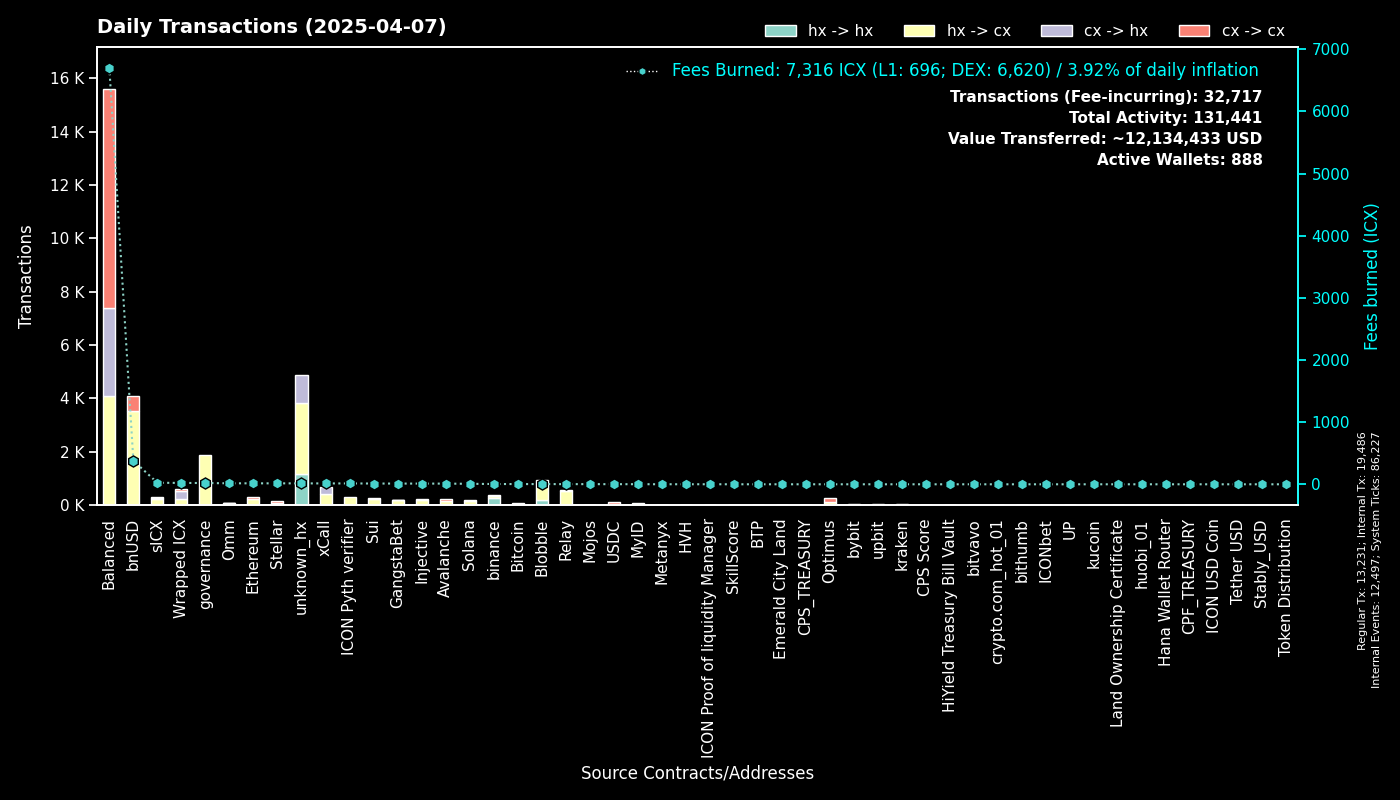 Daily Transactions (2025-04-07)
hx -> hx
hx -> cx
cx -> hx
cx -> cx
Fees Burned: 7,316 ICX (L1: 696; DEX: 6,620) / 3.92% of daily inflation
Transactions (Fee-incurring): 32,717
Total Activity: 131,441
Value Transferred: ~12,134,433 USD
Active Wallets: 888
Transactions
16 K
14 K
12 K
10 K
8 K
6 K
4 K
2 K
0 K
7000
6000
5000
4000
3000
2000
1000
0
Fees burned (ICX)
Regular Tx: 13,231; Internal Tx: 19,486
Internal Events: 12,497; System Ticks: 86,227
Balanced
bnUSD
sICX
Wrapped ICX
governance
Omm
Ethereum
Stellar
unknown_hx
xCall
ICON Pyth verifier
Sui
GangstaBet
Injective
Avalanche
Solana
binance
Bitcoin
Blobble
Relay
Mojos
USDC
MyID
Metanyx
HVH
ICON Proof of liquidity Manager
SkillScore
BTP
Emerald City Land
CPS_TREASURY
Optimus
bybit
upbit
kraken
CPS Score
HiYield Treasury Bill Vault
bitvavo
crypto.com_hot_01
bithumb
ICONbet
UP
kucoin
Land Ownership Certificate
huobi_01
Hana Wallet Router
CPF_TREASURY
ICON USD Coin
Tether USD
Stably_USD
Token Distribution
Source Contracts/Addresses